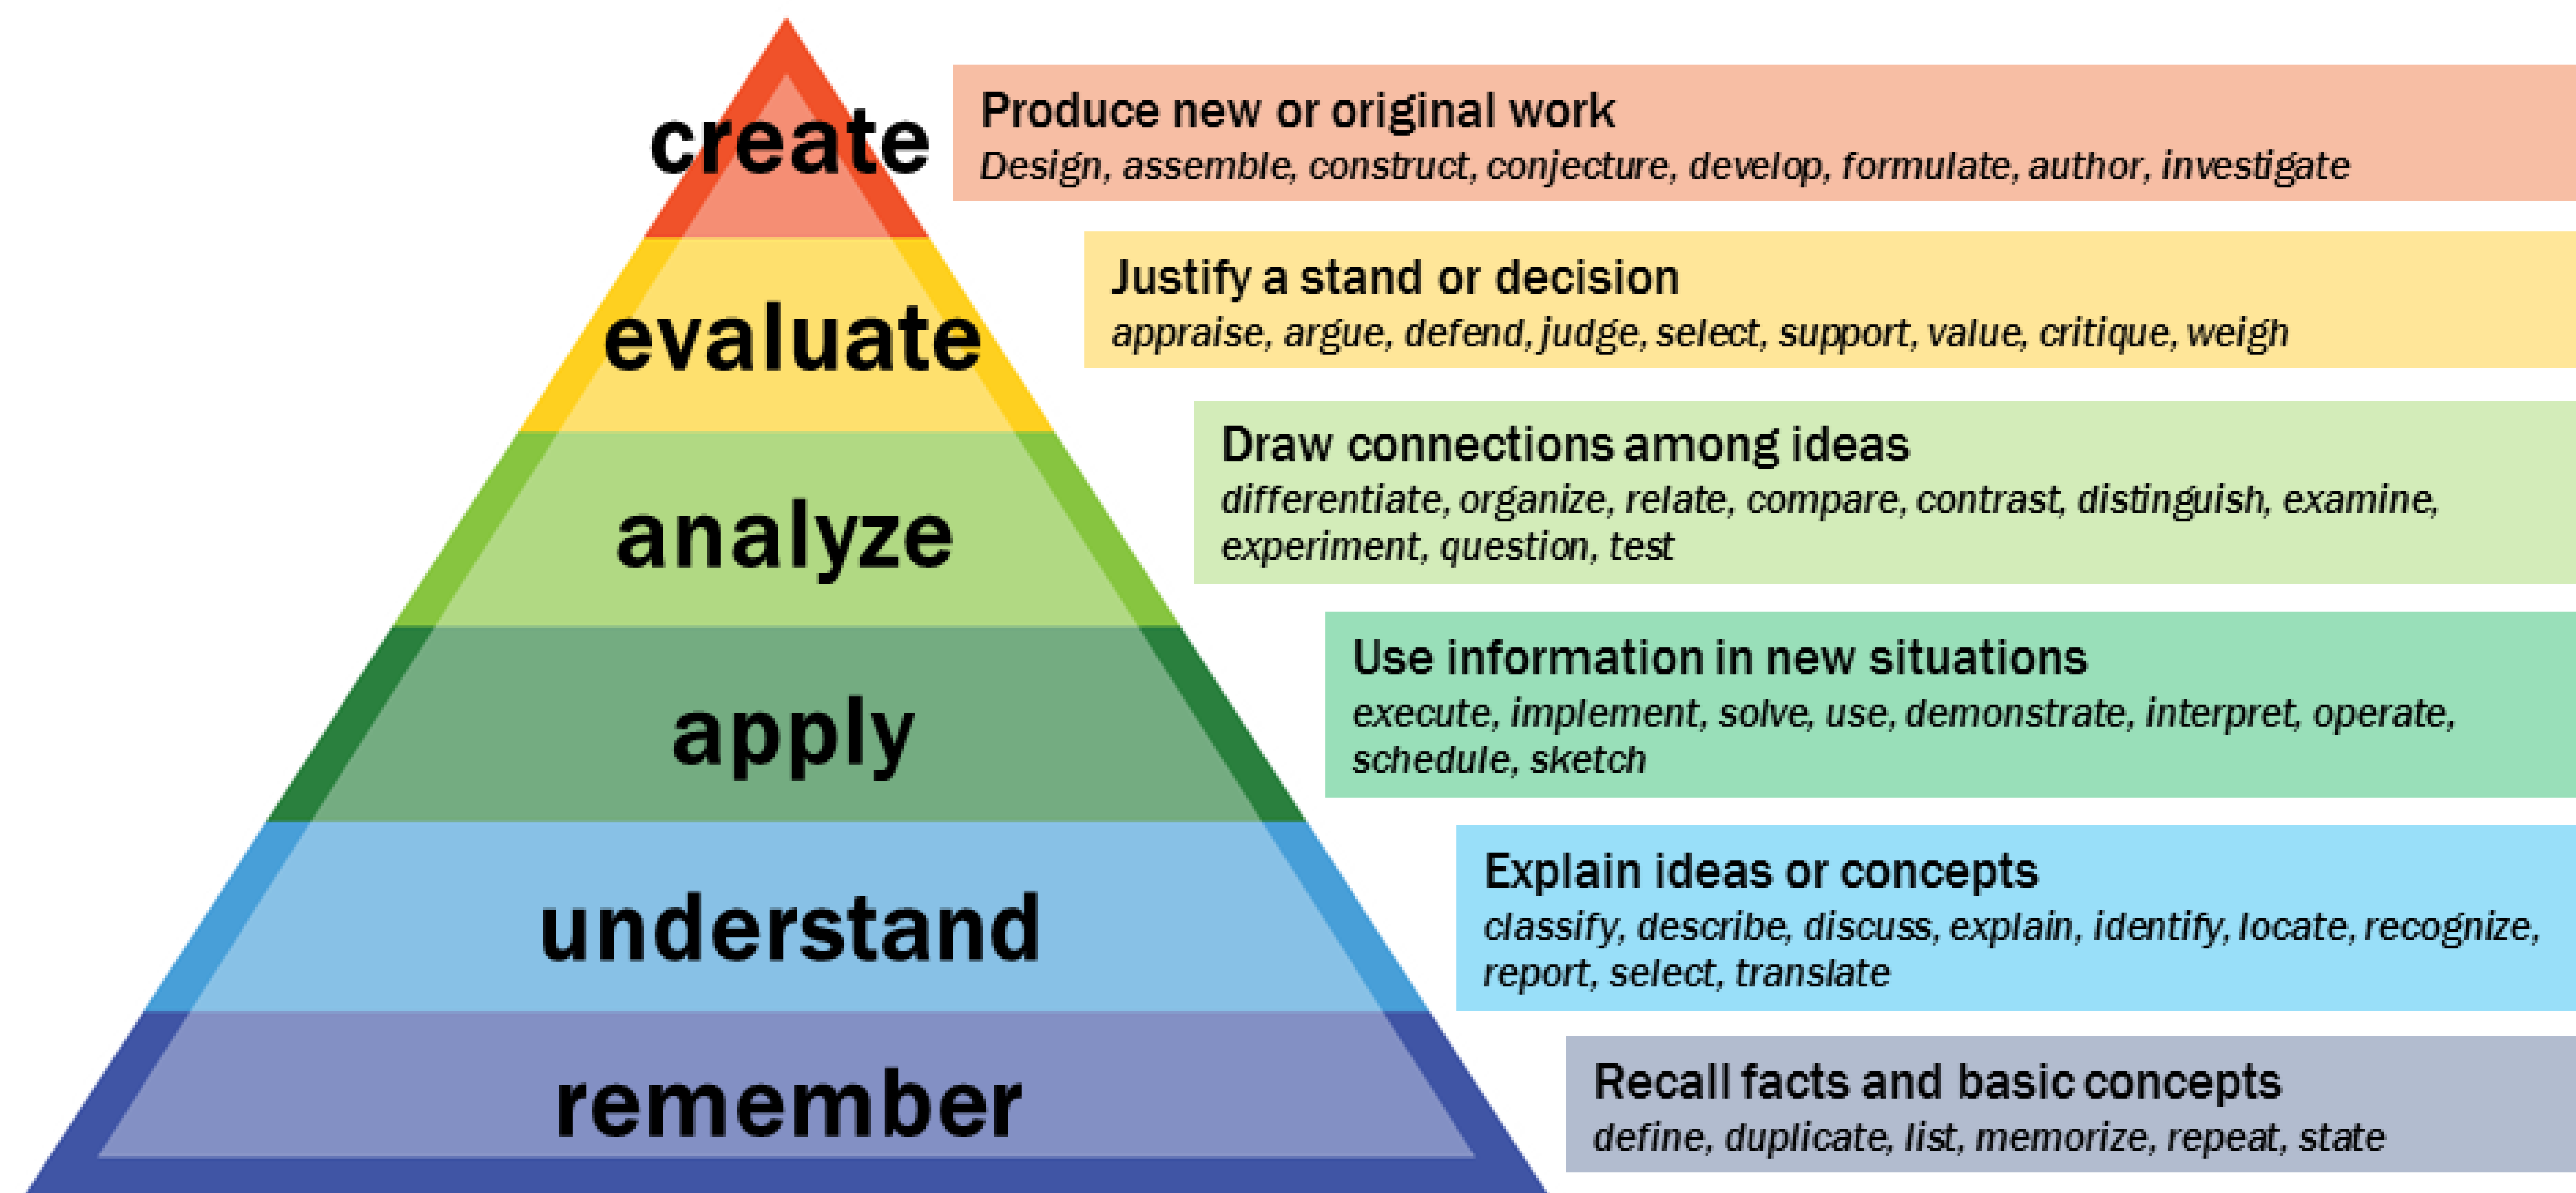 create
Produce new or original work
Design, assemble, construct, conjecture, develop, formulate, author, investigate
evaluate
Justify a stand or decision
appraise, argue, defend, judge, select, support, value, critique, weigh
analyze
Draw connections among ideas
differentiate, organize, relate, compare, contrast, distinguish, examine,
experiment, question, test
apply
Use information in new situations
execute, implement, solve, use, demonstrate, interpret, operate,
schedule, sketch
understand
Explain ideas or concepts
classify, describe, discuss, explain, identify, locate, recognize,
report, select, translate
remember
Recall facts and basic concepts
define, duplicate, list, memorize, repeat, state